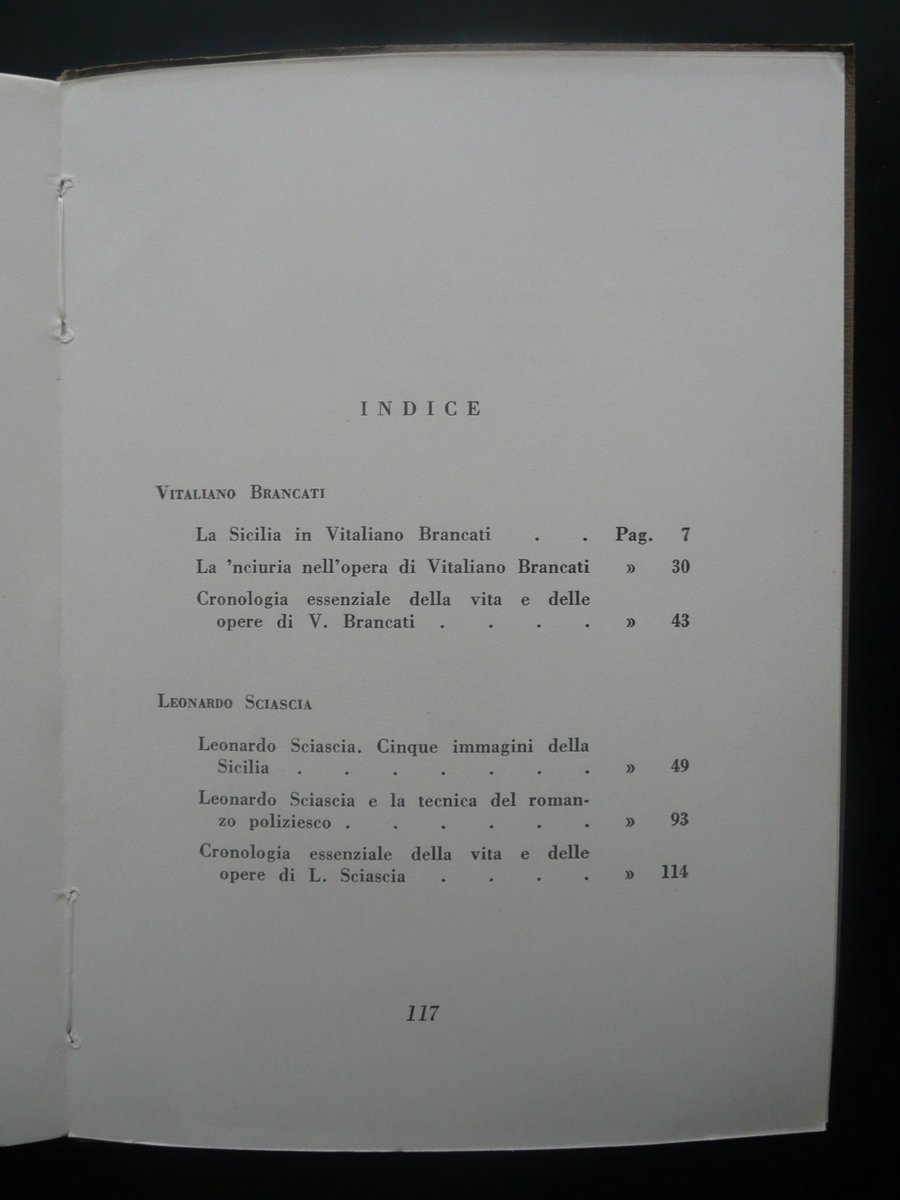 INDICE
VITALIANO BRANCATI
La Sicilia in Vitaliano Brancati . . Pag. 7
La 'nciuria nell'opera di Vitaliano Brancati » 30
Cronologia essenziale della vita e delle
opere di V. Brancati . . . . » 43
LEONARDO SCIASCIA
Leonardo Sciascia. Cinque immagini della
Sicilia . . . . . . . » 49
Leonardo Sciascia e la tecnica del roman-
zo poliziesco . . . . . . » 93
Cronologia essenziale della vita e delle
opere di L. Sciascia . . . . » 114
117